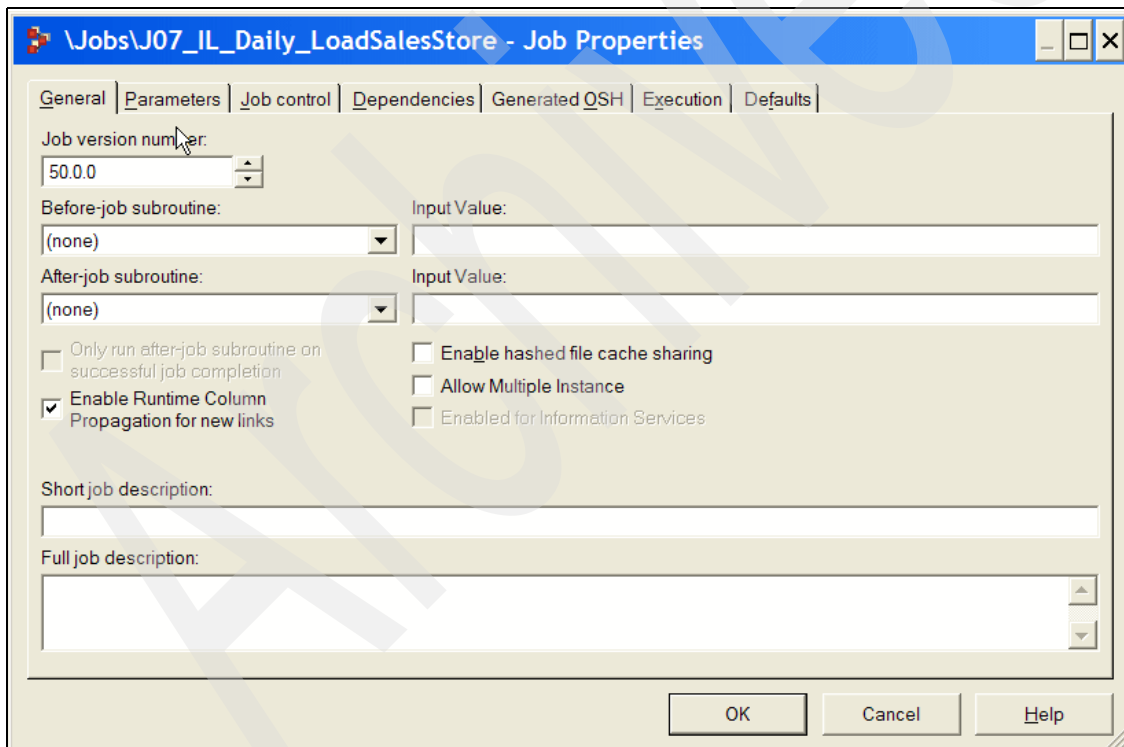 \Jobs\J07_IL_Daily_LoadSalesStore - Job Properties
General Parameters Job control Dependencies Generated OSH Execution Defaults
Job version number:
50.0.0
Before-job subroutine: Input Value:
(none)
After-job subroutine: Input Value:
(none)
Only run after-job subroutine on
successful job completion
Enable hashed file cache sharing
Allow Multiple Instance
Enable Runtime Column
Propagation for new links
Enabled for Information Services
Short job description:
Full job description:
OK Cancel Help
Archive